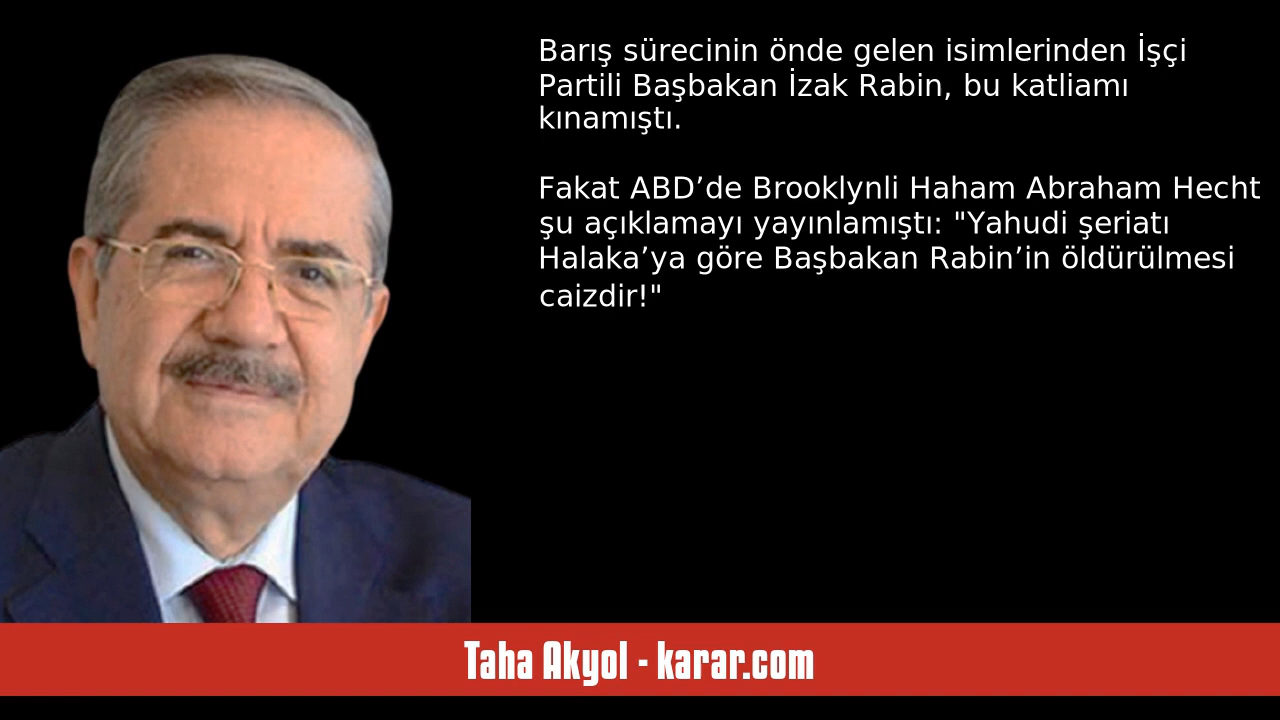 Barış sürecinin önde gelen isimlerinden İşçi
Partili Başbakan İzak Rabin, bu katliamı
kınamıştı.
Fakat ABD’de Brooklynli Haham Abraham Hecht
şu açıklamayı yayınlamıştı: "Yahudi şeriatı
Halaka’ya göre Başbakan Rabin’in öldürülmesi
caizdir!"
Taha Akyol - karar.com